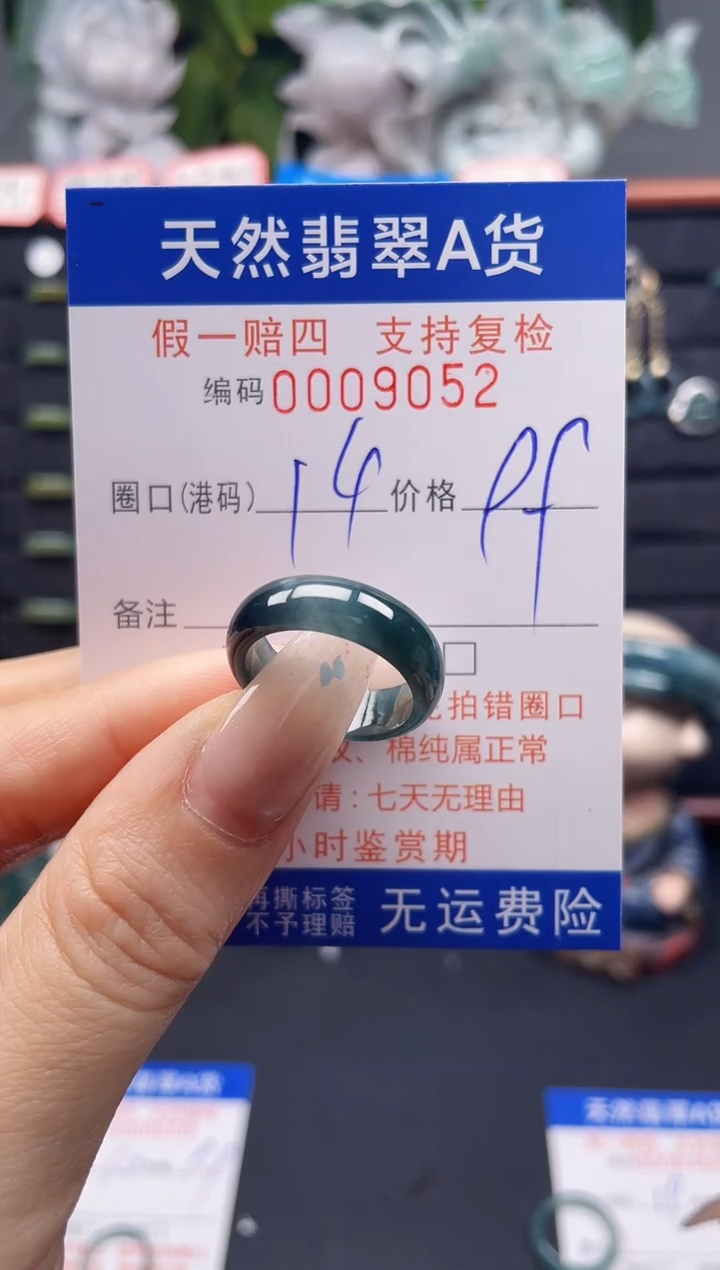 天然翡翠A货
假一赔四 支持复检
编码0009052
圈口(港码) 14 价格
备注
拍错圈口
、棉纯属正常
请:七天无理由
小时鉴赏期
再撕标签
不予理赔
无运费险